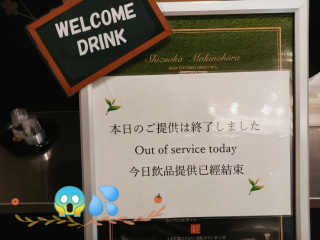 WELCOME
DRINK
Shizuoka Makinohara
本日のご提供は終了しました
Out of service today
今日飲品提供已經結束